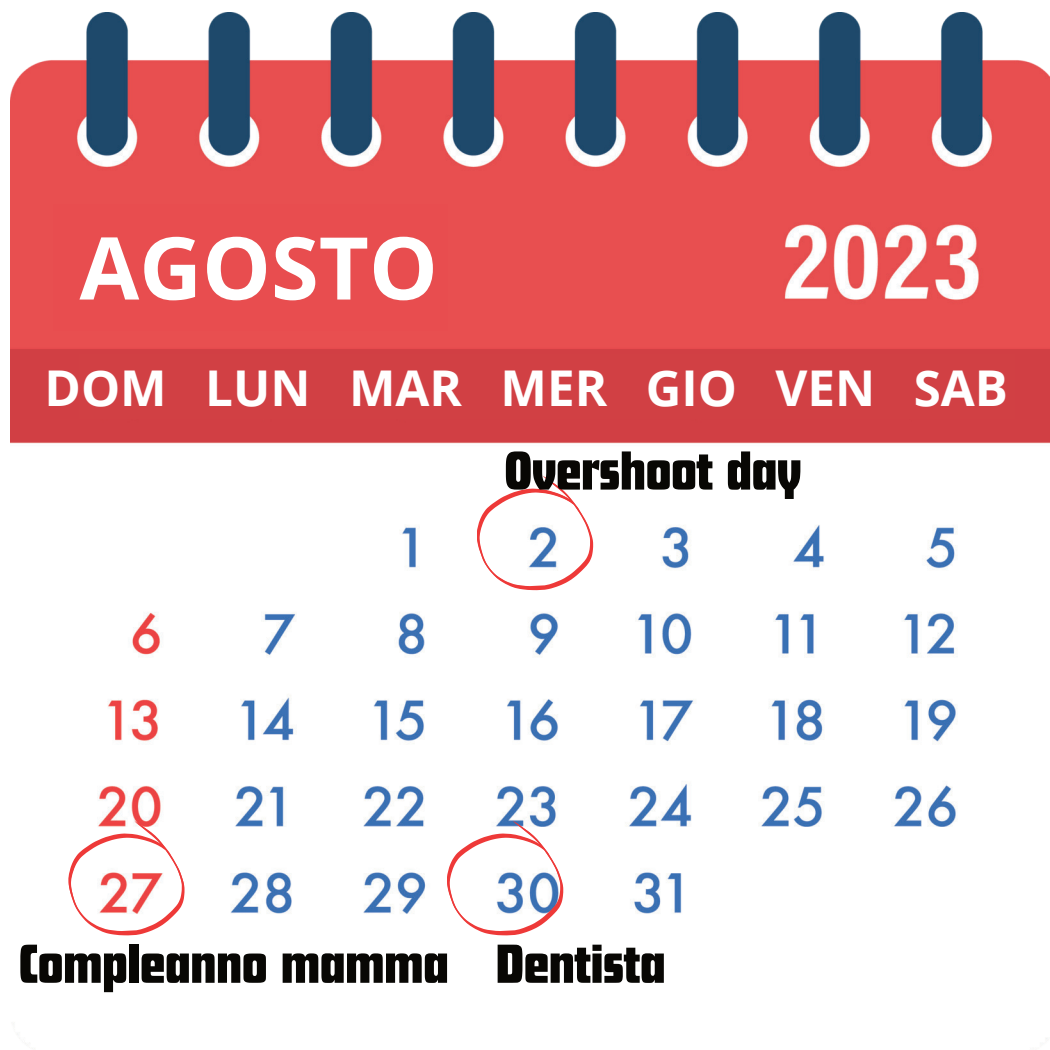 AGOSTO 2023
DOM LUN MAR MER GIO VEN SAB
Overshoot day
1 2 3 4 5
6 7 8 9 10 11 12
13 14 15 16 17 18 19
20 21 22 23 24 25 26
27 28 29 30 31
Compleanno mamma Dentista